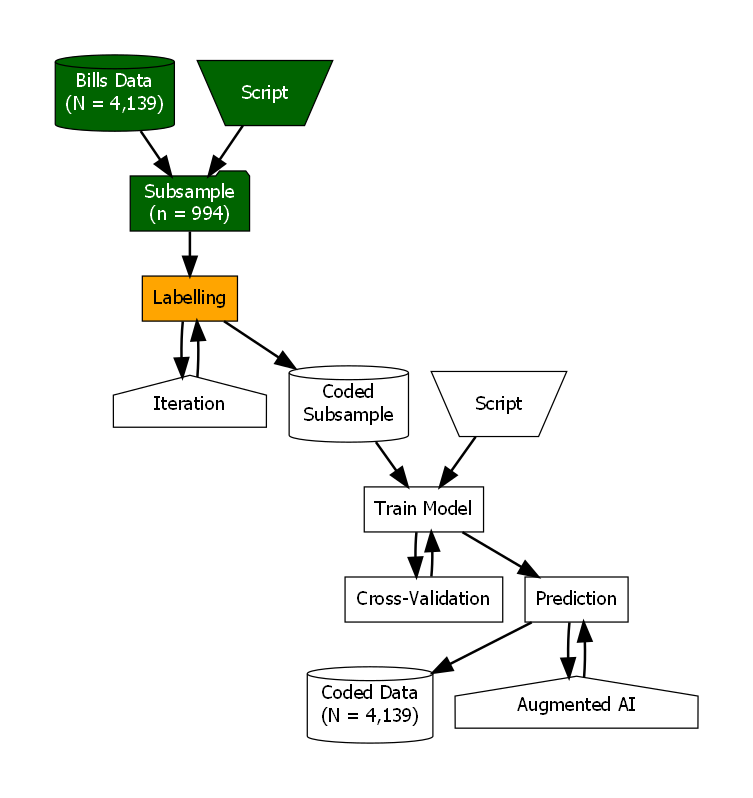 Bills Data
(N = 4,139)
Script
Subsample
(n = 994)
Labelling
Iteration
Coded
Subsample
Script
Train Model
Cross-Validation
Prediction
Coded Data
(N = 4,139)
Augmented AI